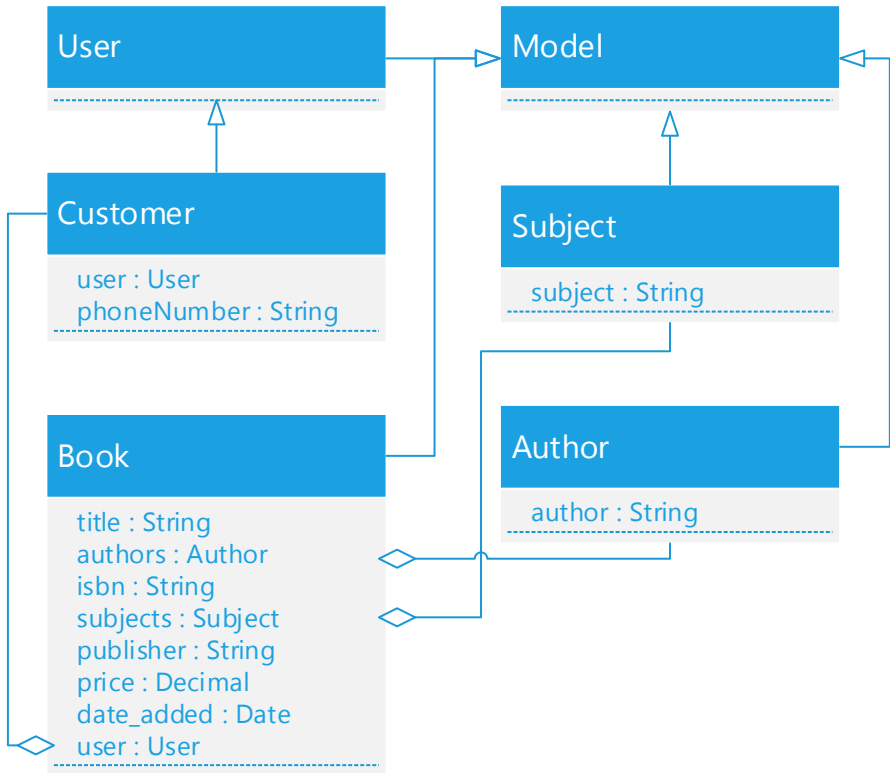 User
Model
Customer
user : User
phoneNumber : String
Subject
subject : String
Book
title : String
authors : Author
isbn : String
subjects : Subject
publisher : String
price : Decimal
date_added : Date
user : User
Author
author : String